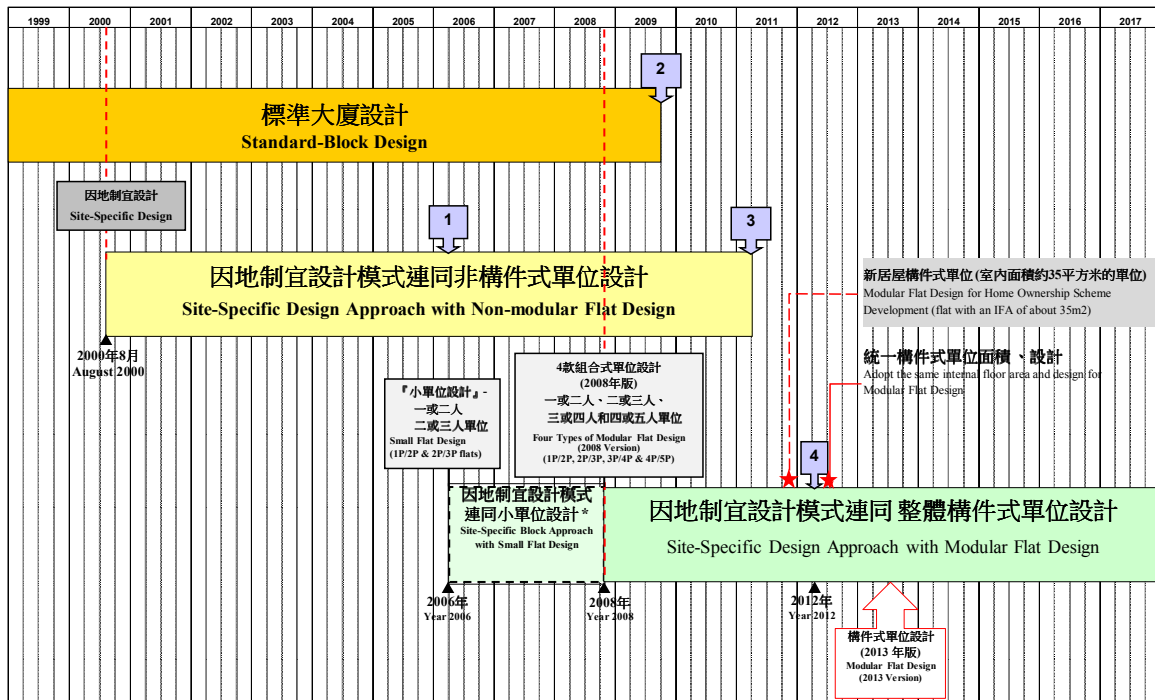 1999 2000 2001 2002 2003 2004 2005 2006 2007 2008 2009 2010 2011 2012 2013 2014 2015 2016 2017
2
標準大廈設計
Standard-Block Design
因地制宜設計
Site-Specific Design
1
3
因地制宜設計模式連同非構件式單位設計
Site-Specific Design Approach with Non-modular Flat Design
新居屋構件式單位 (室內面積約35平方米的單位)
Modular Flat Design for Home Ownership Scheme
Development (flat with an IFA of about 35m2)
2000年8月
August 2000
統一構件式單位面積、設計
Adopt the same internal floor area and design for
Modular Flat Design
『小單位設計』-
一或二人
二或三人單位
Small Flat Design
(1P/2P & 2P/3P flats)
4款組合式單位設計
(2008年版)
一或二人、二或三人、
三或四人和四或五人單位
Four Types of Modular Flat Design
(2008 Version)
(1P/2P, 2P/3P, 3P/4P & 4P/5P)
4
因地制宜設計模式
連同小單位設計*
Site-Specific Block Approach
with Small Flat Design
因地制宜設計模式連同 整體構件式單位設計
Site-Specific Design Approach with Modular Flat Design
2006年
Year 2006
2008年
Year 2008
2012年
Year 2012
構件式單位設計
(2013 年版)
Modular Flat Design
(2013 Version)